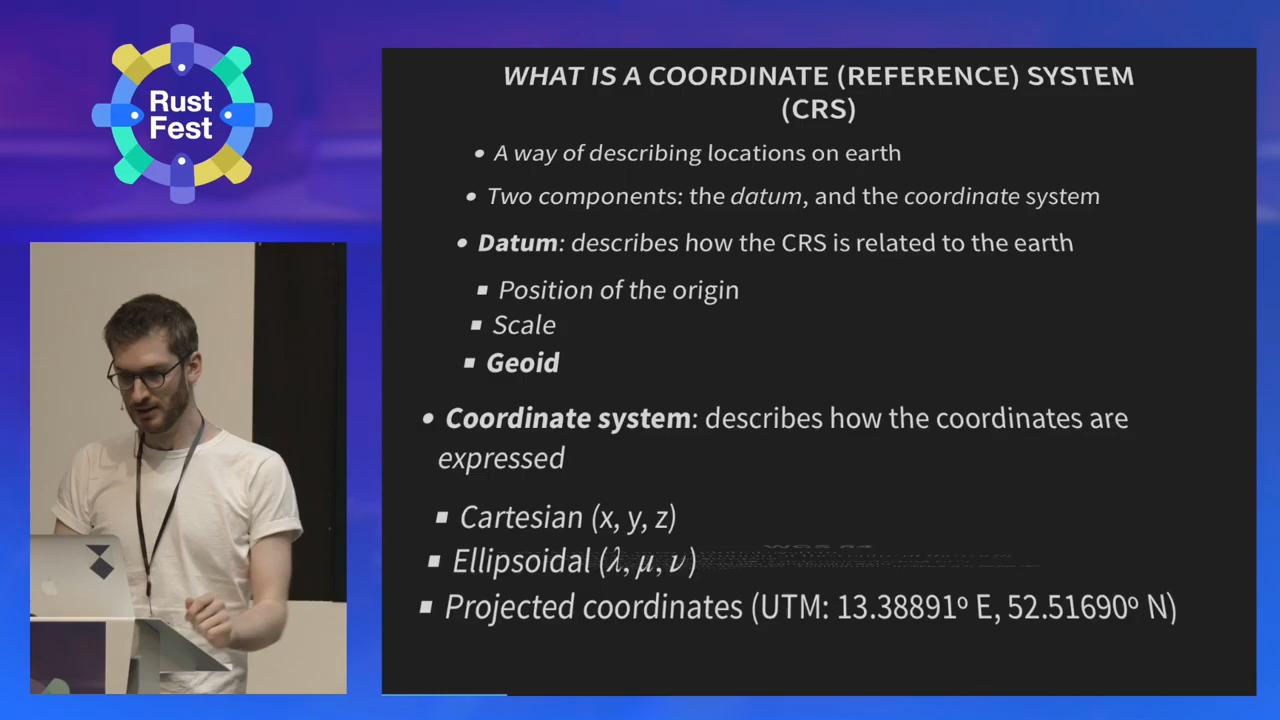 Rust
Fest
WHAT IS A COORDINATE (REFERENCE) SYSTEM
(CRS)
• A way of describing locations on earth
• Two components: the datum, and the coordinate system
• Datum: describes how the CRS is related to the earth
▪ Position of the origin
▪ Scale
▪ Geoid
• Coordinate system: describes how the coordinates are
expressed
▪ Cartesian (x, y, z)
WGS 84
▪ Ellipsoidal (λ, μ, ν)
▪ Projected coordinates (UTM: 13.38891º E, 52.51690º N)